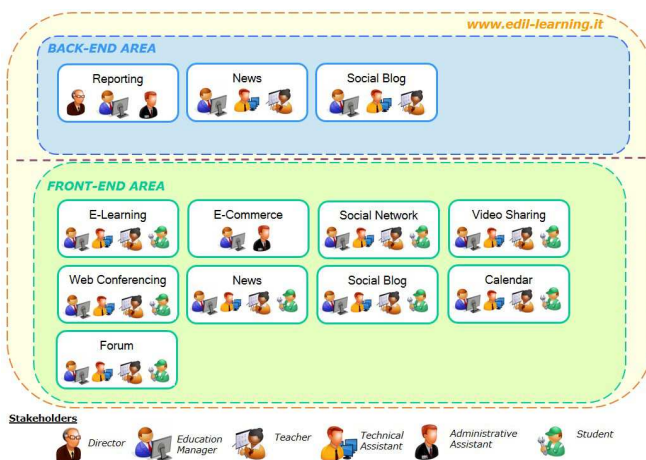 www.edil-learning.it
BACK-END AREA
Reporting
News
Social Blog
FRONT-END AREA
E-Learning
E-Commerce
Social Network
Video Sharing
Web Conferencing
News
Social Blog
Calendar
Forum
Stakeholders
Director
Education
Manager
Teacher
Technical
Assistant
Administrative
Assistant
Student